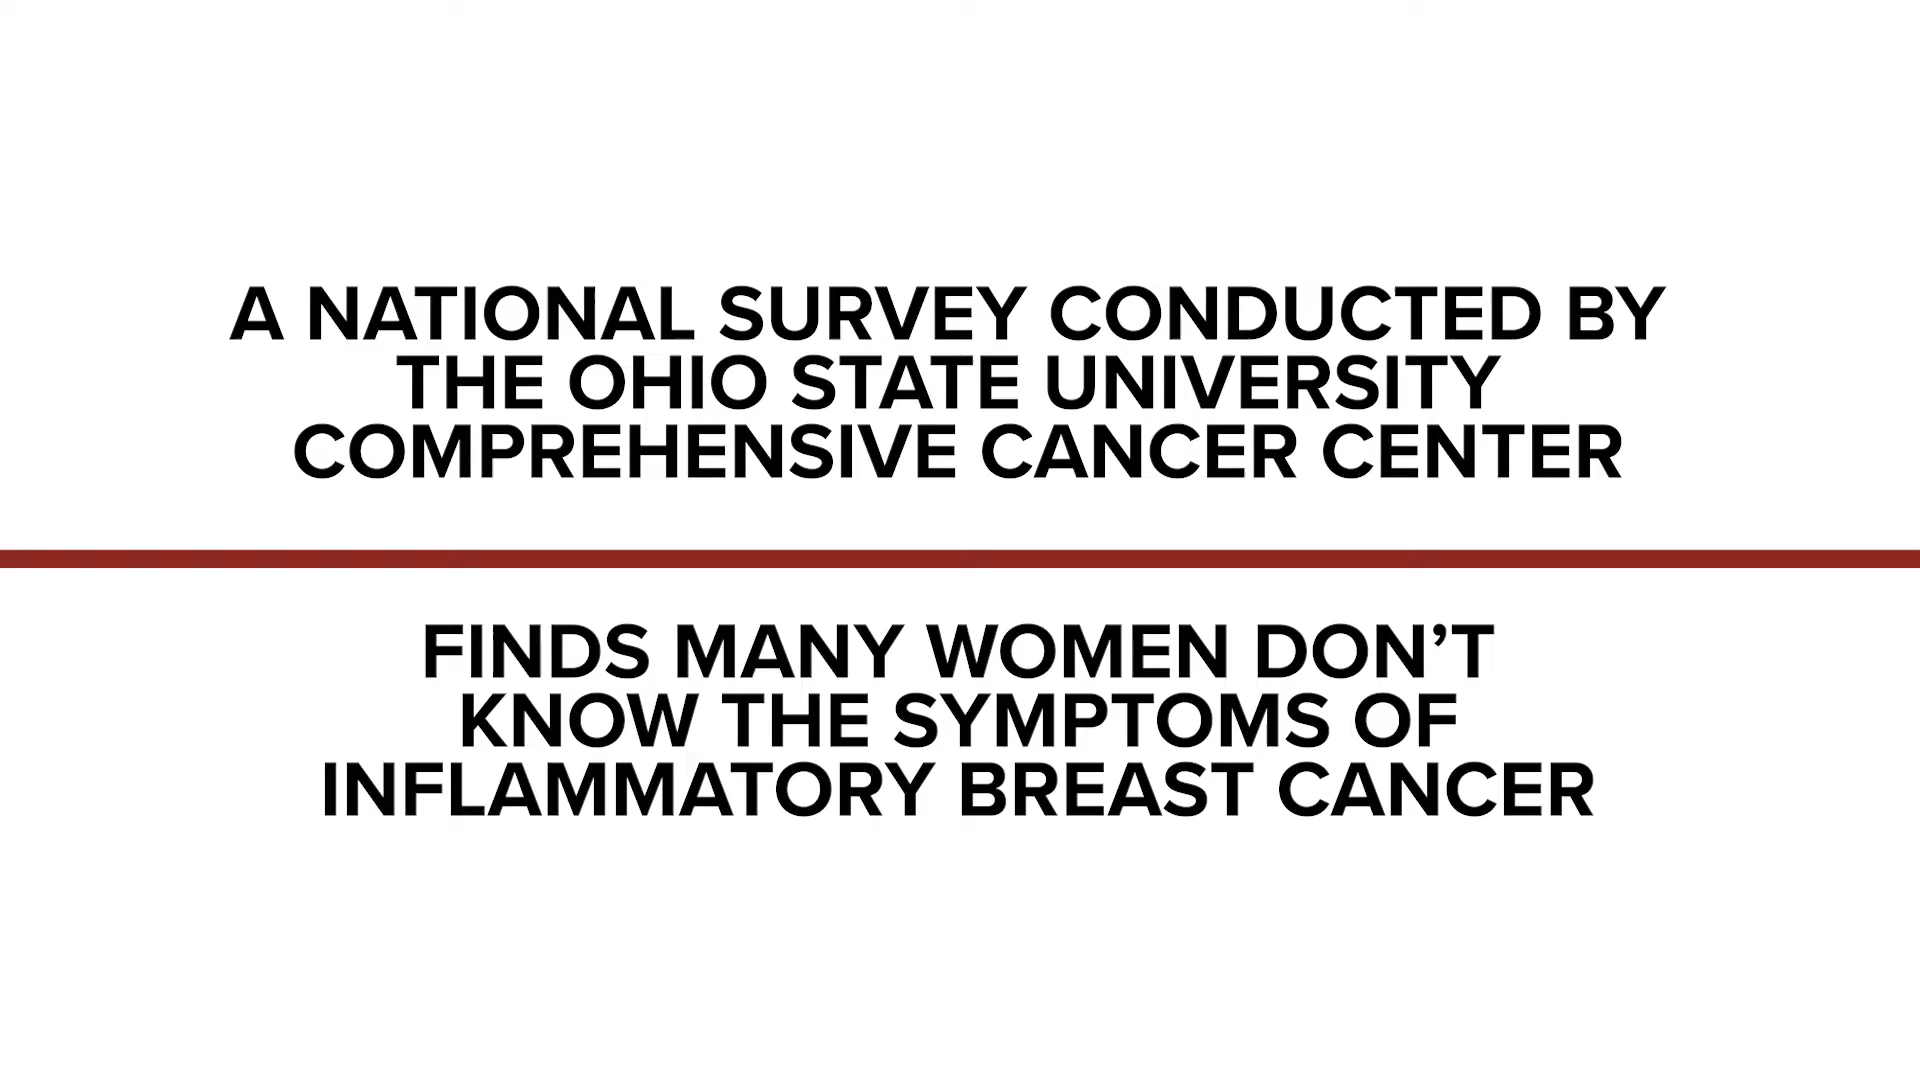 A NATIONAL SURVEY CONDUCTED BY
THE OHIO STATE UNIVERSITY
COMPREHENSIVE CANCER CENTER
FINDS MANY WOMEN DON’T
KNOW THE SYMPTOMS OF
INFLAMMATORY BREAST CANCER